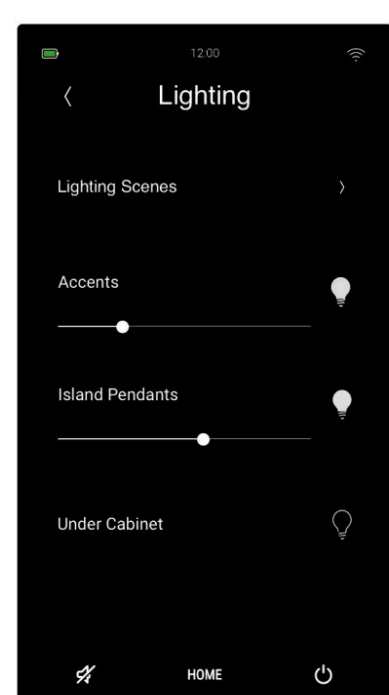 12:00
Lighting
Lighting Scenes
Accents
Island Pendants
Under Cabinet
HOME